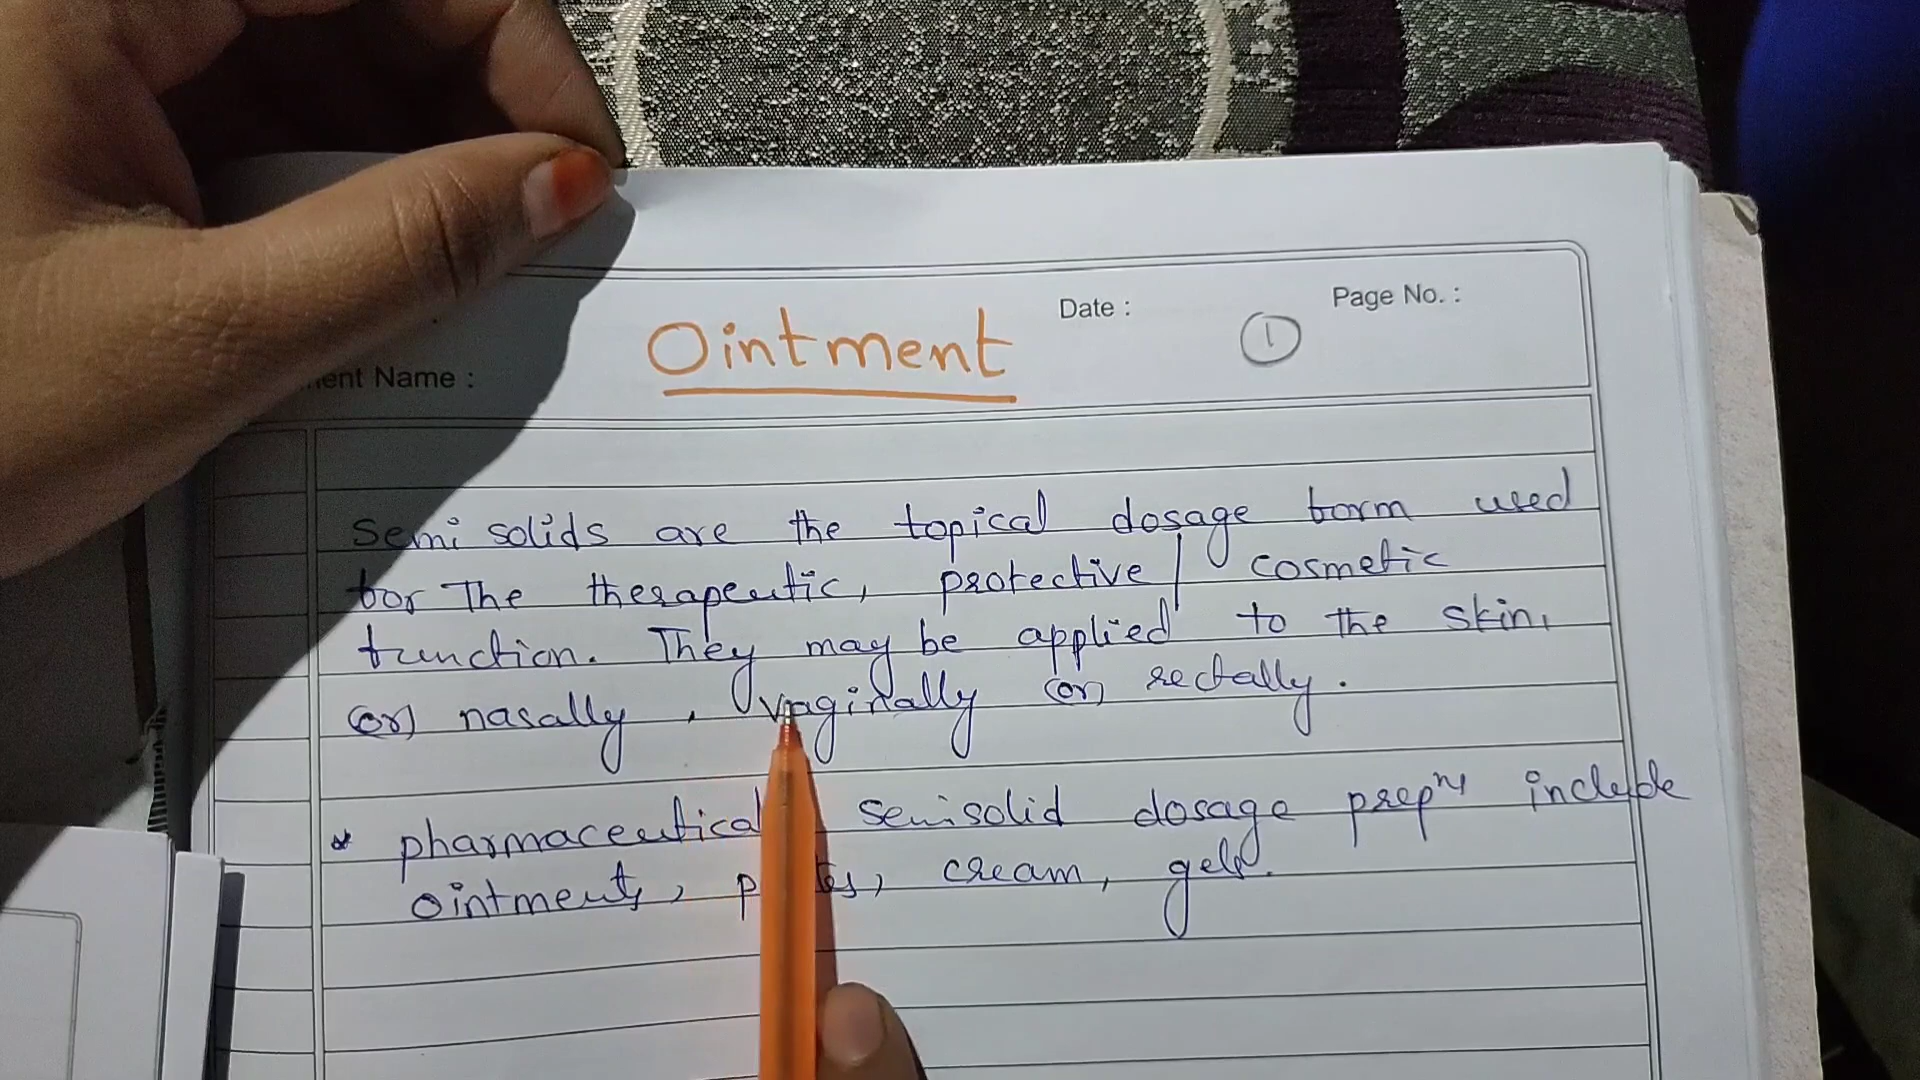 Date :
Page No. :
Ointment
1
ent Name :
Semi solids are the topical dosage form used
for The therapeutic, protective / cosmetic
function. They may be applied to the skin,
(or) nasally , vaginally (or) rectally.
* pharmaceutical semisolid dosage prepns include
ointments, cream, gels.